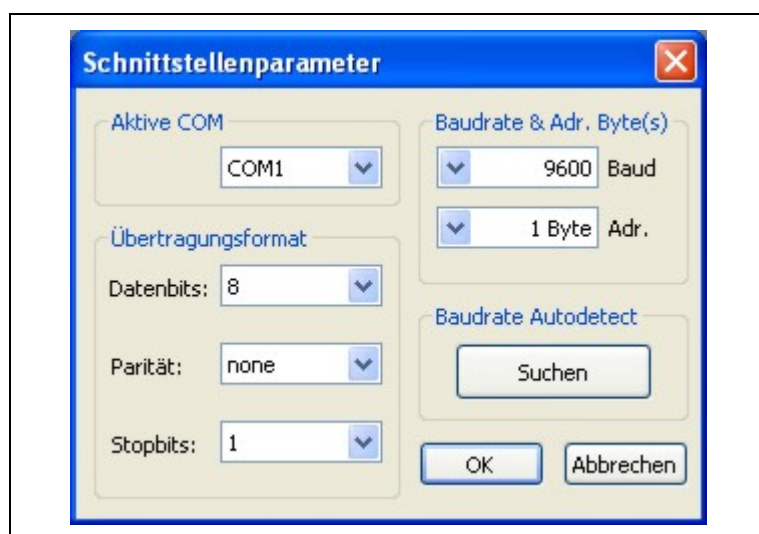 Schnittstellenparameter
Aktive COM
COM1
Übertragungsformat
Datenbits: 8
Parität: none
Stopbits: 1
Baudrate & Adr. Byte(s)
9600 Baud
1 Byte Adr.
Baudrate Autodetect
Suchen
OK Abbrechen